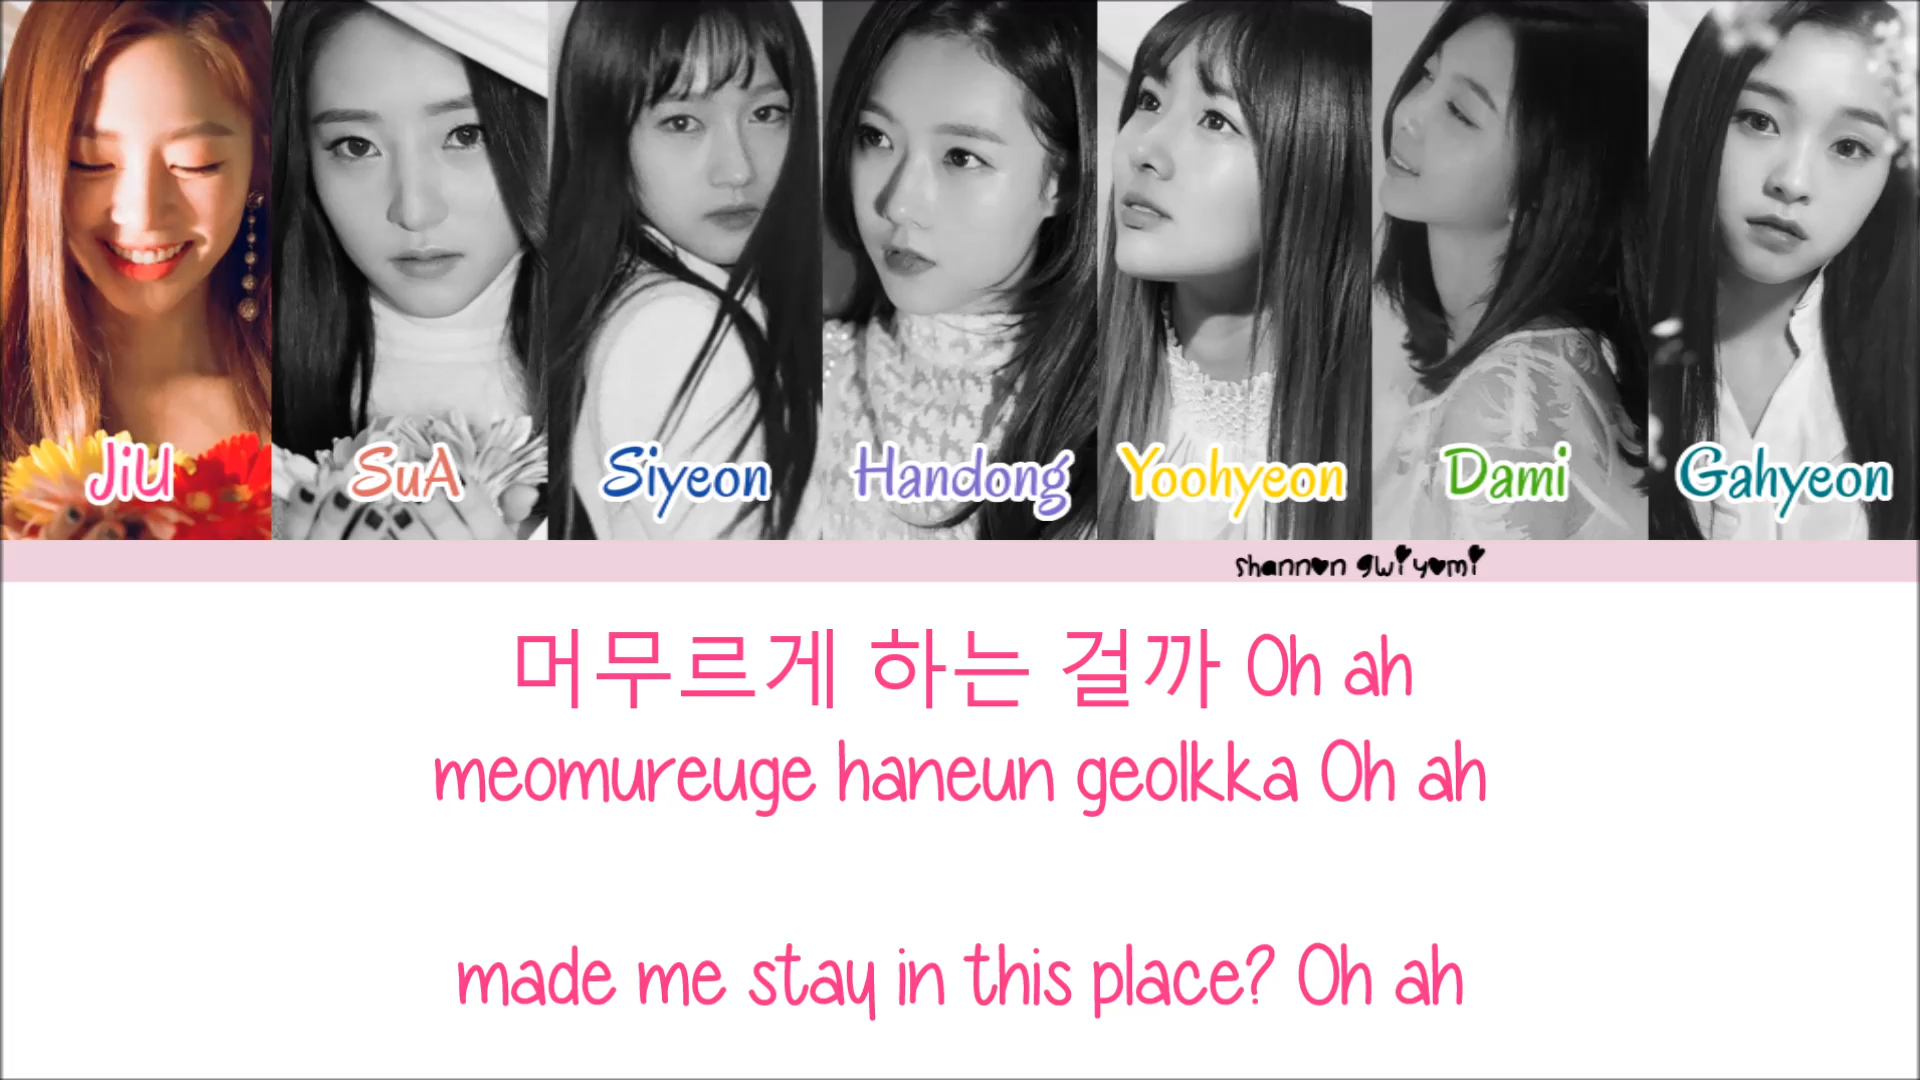 JiU SuA Siyeon Handong Yoohyeon Dami Gahyeon
shannon gwiyomi
머무르게 하는 걸까 Oh ah
meomureuge haneun geolkka Oh ah
made me stay in this place? Oh ah